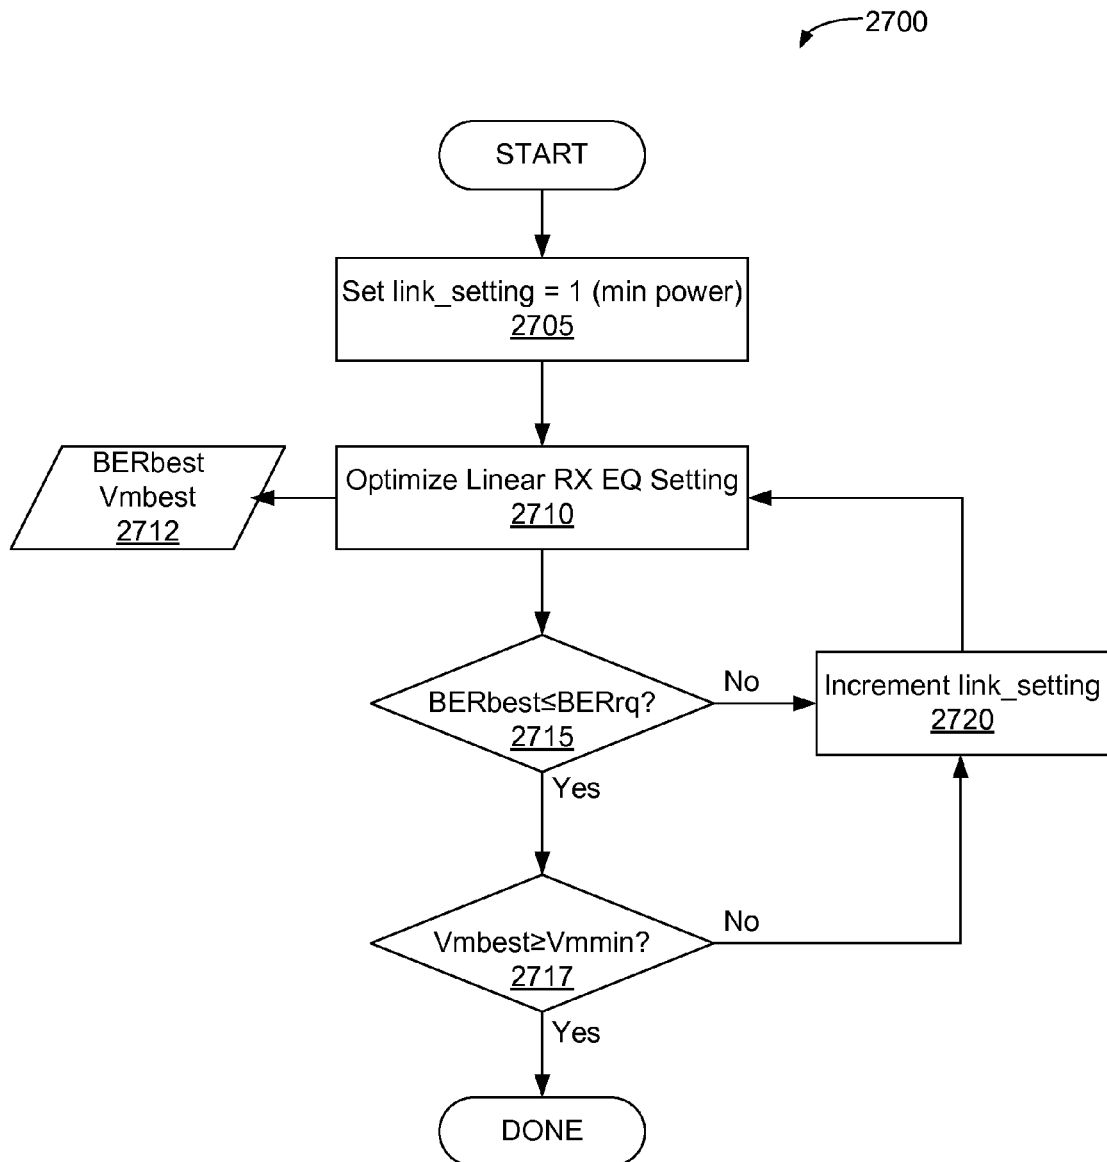 2700
START
Set link_setting = 1 (min power)
2705
BERbest
Vmbest
2712
Optimize Linear RX EQ Setting
2710
BERbest≤BERrq?
2715
No
Increment link_setting
2720
Yes
Vmbest≥Vmmin?
2717
No
Yes
DONE